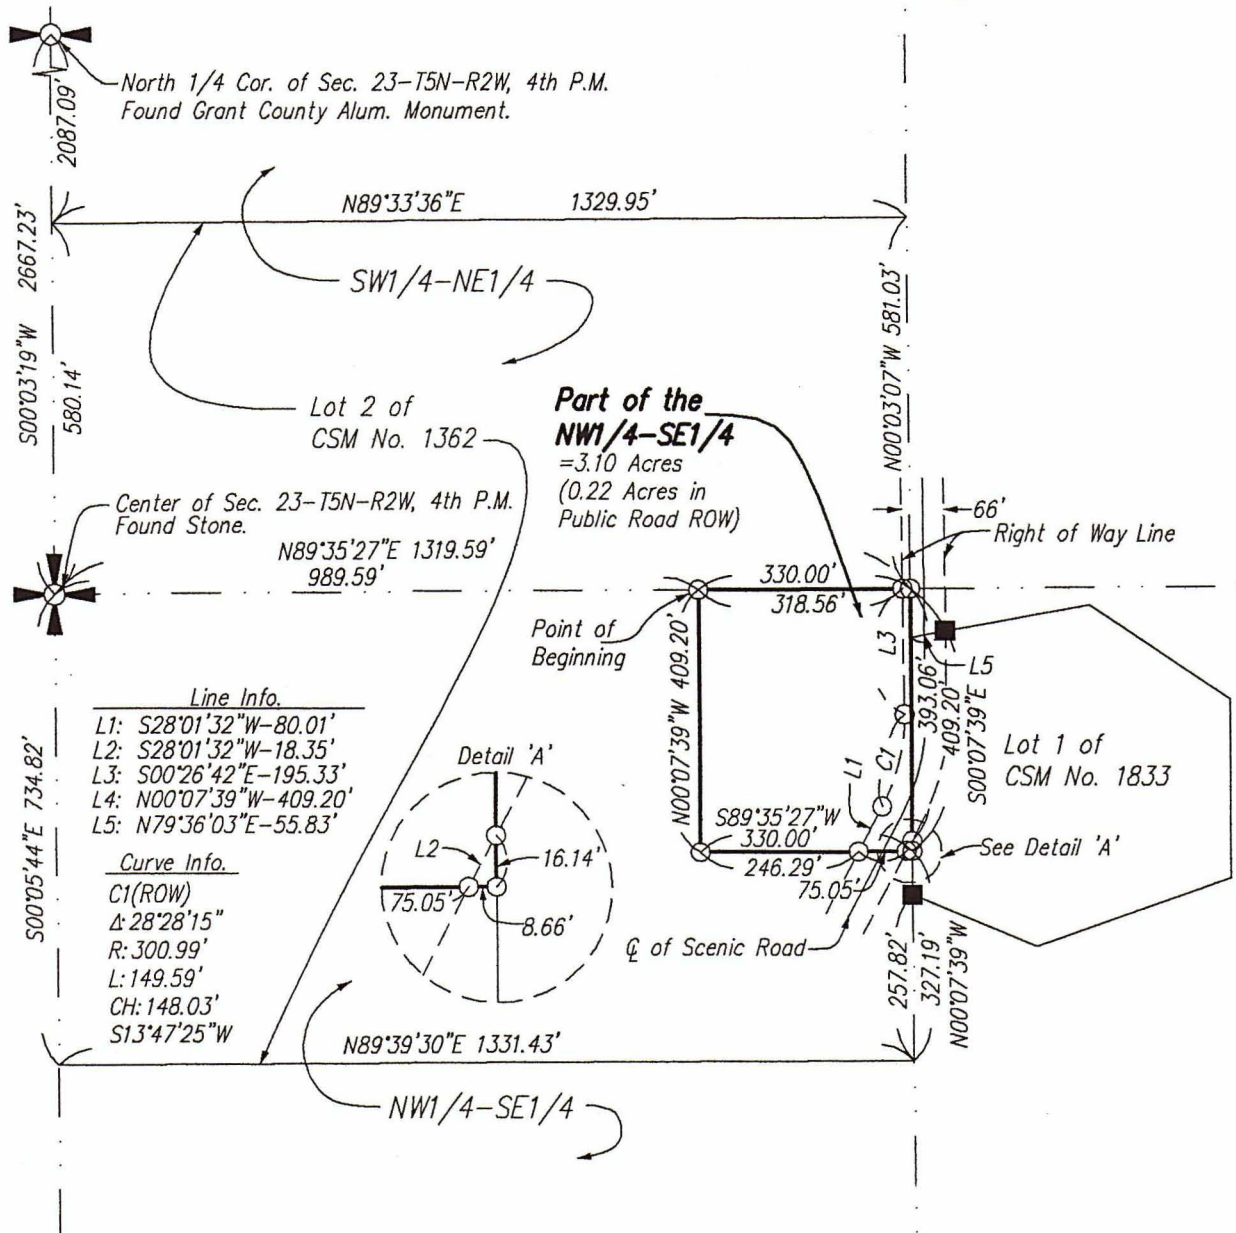 North 1/4 Cor. of Sec. 23-T5N-R2W, 4th P.M.
Found Grant County Alum. Monument.
2087.09'
N89°33'36"E 1329.95'
S00°03'19"W 2667.23'
580.14'
SW1/4-NE1/4
N00°03'07"W 581.03'
Lot 2 of
CSM No. 1362
Part of the
NW1/4-SE1/4
=3.10 Acres
(0.22 Acres in
Public Road ROW)
Center of Sec. 23-T5N-R2W, 4th P.M.
Found Stone.
66'
Right of Way Line
N89°35'27"E 1319.59'
989.59'
330.00'
318.56'
Point of
Beginning
N00°07'39"W 409.20'
L3
L5
393.06'
409.20'
S00°07'39"E
Lot 1 of
CSM No. 1833
Line Info.
L1: S28°01'32"W-80.01'
L2: S28°01'32"W-18.35'
L3: S00°26'42"E-195.33'
L4: N00°07'39"W-409.20'
L5: N79°36'03"E-55.83'
S00°05'44"E 734.82'
Detail 'A'
L2
16.14'
75.05'
8.66'
L1
C1
S89°35'27"W
330.00'
246.29'
75.05'
See Detail 'A'
Curve Info.
C1(ROW)
Δ: 28°28'15"
R: 300.99'
L: 149.59'
CH: 148.03'
S13°47'25"W
℄ of Scenic Road
257.82'
327.19'
N00°07'39"W
N89°39'30"E 1331.43'
NW1/4-SE1/4